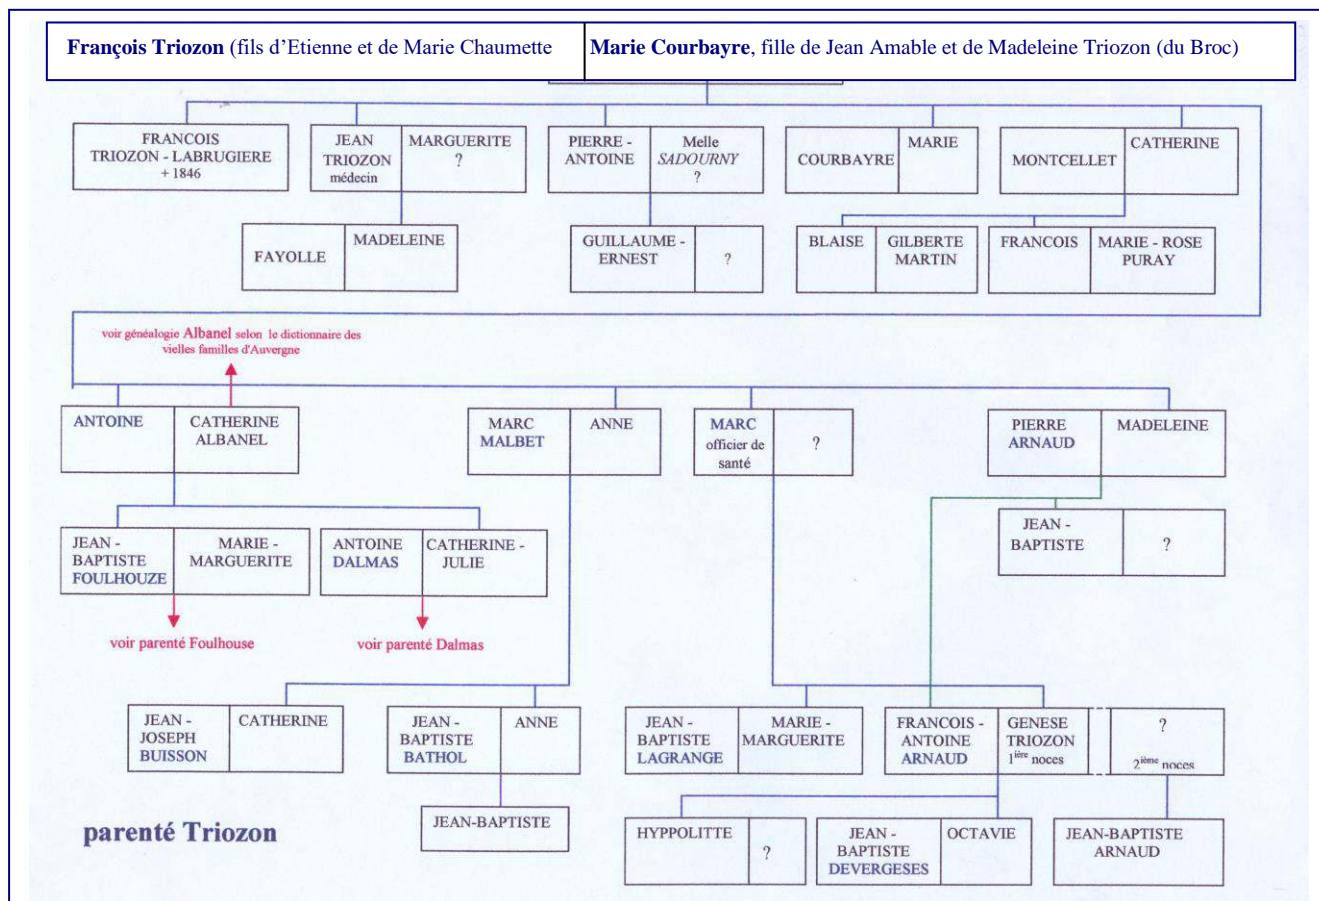 François Triozon (fils d’Etienne et de Marie Chaumette
Marie Courbayre, fille de Jean Amable et de Madeleine Triozon (du Broc)
FRANCOIS
TRIOZON - LABRUGIERE
+ 1846
JEAN
TRIOZON
médecin
MARGUERITE
?
PIERRE -
ANTOINE
Melle
SADOURNY
?
COURBAYRE
MARIE
MONTCELLET
CATHERINE
FAYOLLE
MADELEINE
GUILLAUME -
ERNEST
?
BLAISE
GILBERTE
MARTIN
FRANCOIS
MARIE - ROSE
PURAY
voir généalogie Albanel selon le dictionnaire des
vielles familles d'Auvergne
ANTOINE
CATHERINE
ALBANEL
MARC
MALBET
ANNE
MARC
officier de
santé
?
PIERRE
ARNAUD
MADELEINE
JEAN -
BAPTISTE
FOULHOUZE
MARIE -
MARGUERITE
ANTOINE
DALMAS
CATHERINE -
JULIE
JEAN -
BAPTISTE
?
voir parenté Foulhouse
voir parenté Dalmas
JEAN -
JOSEPH
BUISSON
CATHERINE
JEAN -
BAPTISTE
BATHOL
ANNE
JEAN -
BAPTISTE
LAGRANGE
MARIE -
MARGUERITE
FRANCOIS -
ANTOINE
ARNAUD
GENESE
TRIOZON
1ière noces
?
2ième noces
parenté Triozon
JEAN-BAPTISTE
HYPPOLITTE
?
JEAN -
BAPTISTE
DEVERGESES
OCTAVIE
JEAN-BAPTISTE
ARNAUD